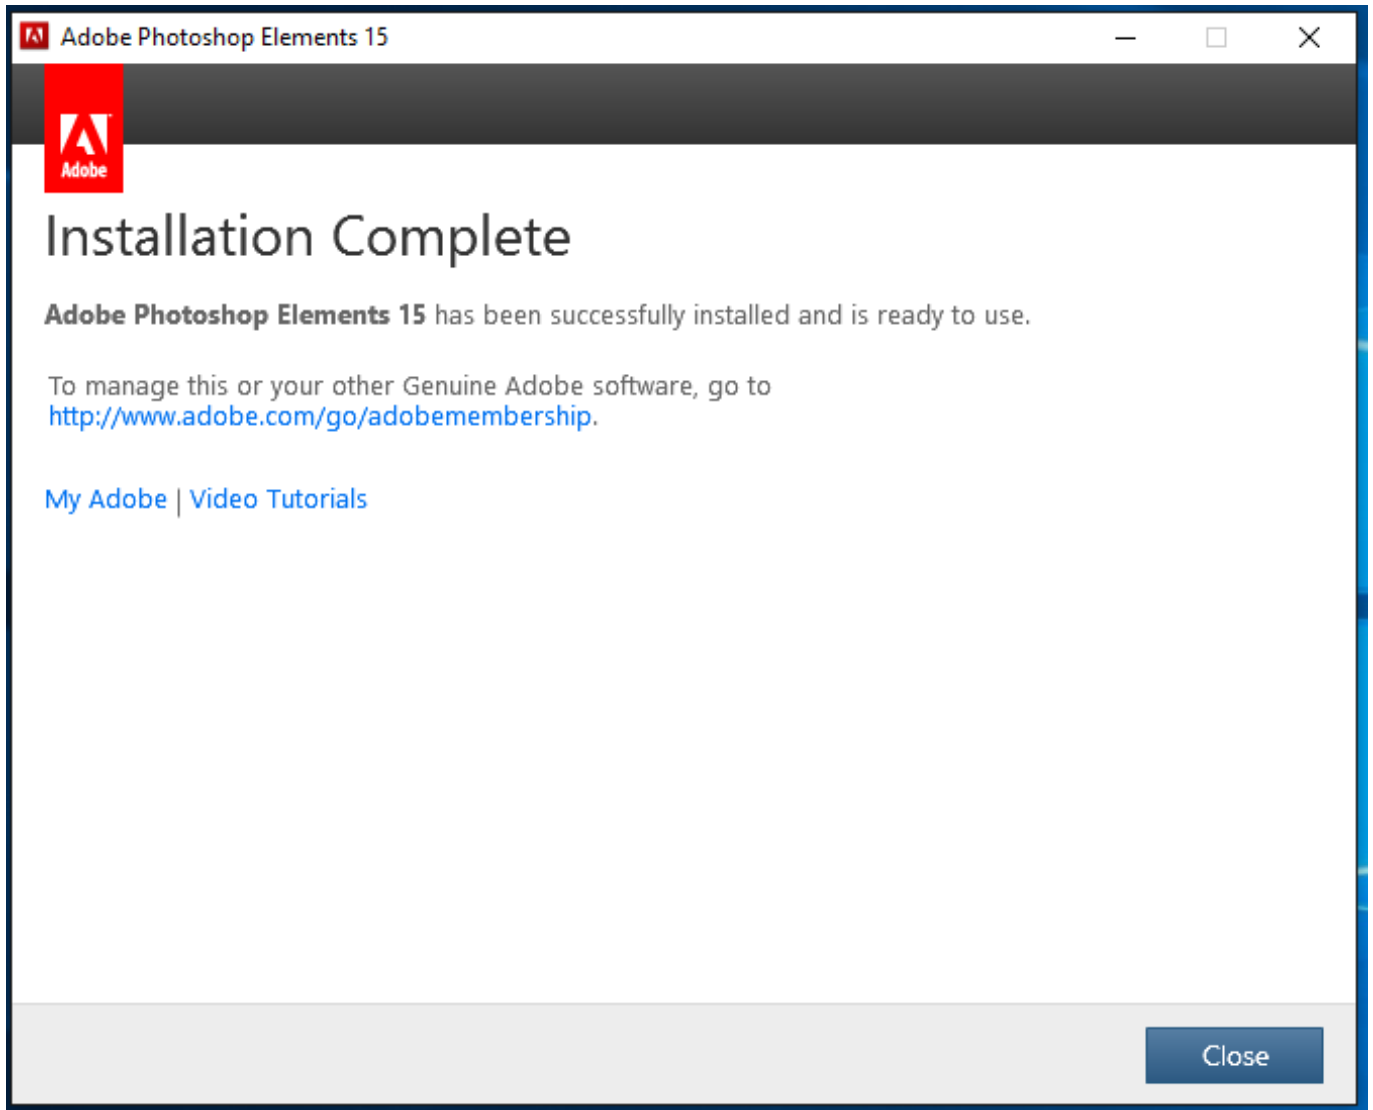 Adobe Photoshop Elements 15
Adobe
Installation Complete
Adobe Photoshop Elements 15 has been successfully installed and is ready to use.
To manage this or your other Genuine Adobe software, go to
http://www.adobe.com/go/adobemembership.
My Adobe | Video Tutorials
Close